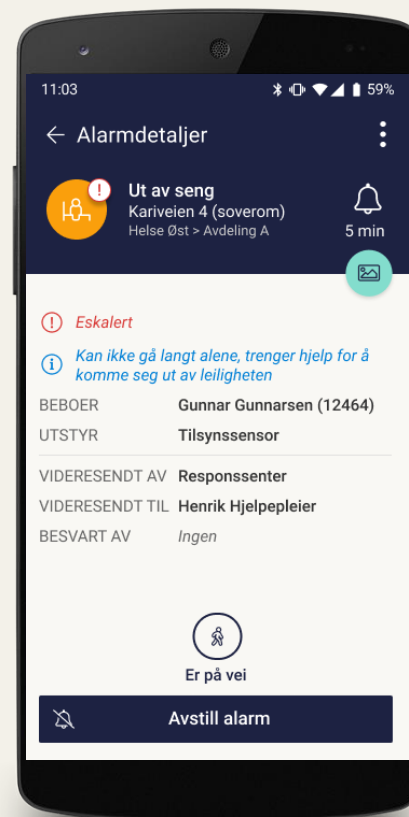 11:03 59%
Alarmdetaljer
Ut av seng
Kariveien 4 (soverom)
Helse Øst > Avdeling A
5 min
Eskalert
Kan ikke gå langt alene, trenger hjelp for å
komme seg ut av leiligheten
BEBOER Gunnar Gunnarsen (12464)
UTSTYR Tilsynssensor
VIDERESENDT AV Responssenter
VIDERESENDT TIL Henrik Hjelpepleier
BESVART AV Ingen
Er på vei
Avstill alarm